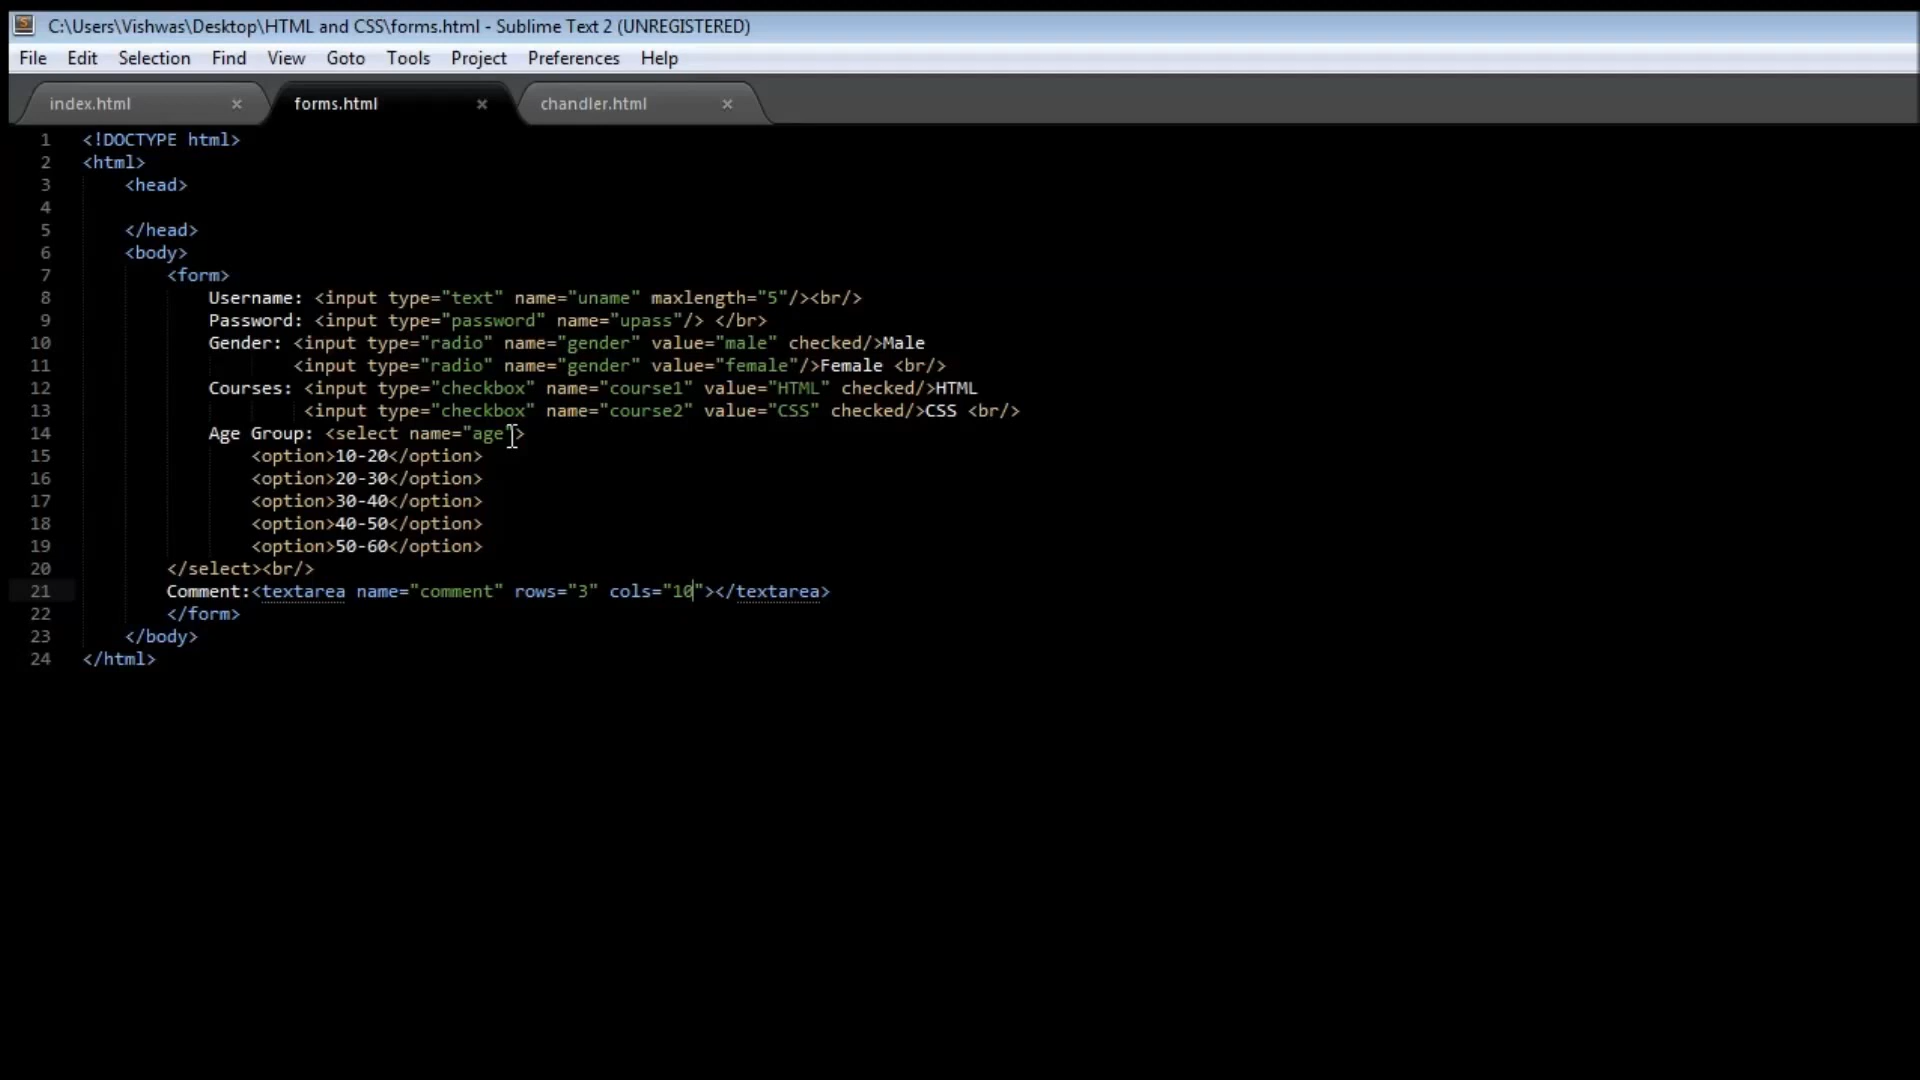 C:\Users\Vishwas\Desktop\HTML and CSS\forms.html - Sublime Text 2 (UNREGISTERED)
File Edit Selection Find View Goto Tools Project Preferences Help
index.html × forms.html × chandler.html ×
1 <!DOCTYPE html>
2 <html>
3 <head>
4
5 </head>
6 <body>
7 <form>
8 Username: <input type="text" name="uname" maxlength="5"/><br/>
9 Password: <input type="password" name="upass"/> </br>
10 Gender: <input type="radio" name="gender" value="male" checked/>Male
11 <input type="radio" name="gender" value="female"/>Female <br/>
12 Courses: <input type="checkbox" name="course1" value="HTML" checked/>HTML
13 <input type="checkbox" name="course2" value="CSS" checked/>CSS <br/>
14 Age Group: <select name="age">
15 <option>10-20</option>
16 <option>20-30</option>
17 <option>30-40</option>
18 <option>40-50</option>
19 <option>50-60</option>
20 </select><br/>
21 Comment:<textarea name="comment" rows="3" cols="10"></textarea>
22 </form>
23 </body>
24 </html>